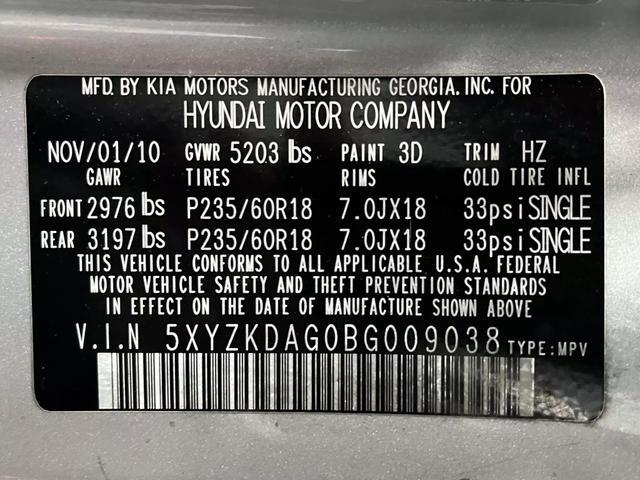 MFD. BY KIA MOTORS MANUFACTURING GEORGIA. INC. FOR
HYUNDAI MOTOR COMPANY
NOV/01/10 GVWR 5203 lbs PAINT 3D TRIM HZ
GAWR TIRES RIMS COLD TIRE INFL
FRONT 2976 lbs P235/60R18 7.0JX18 33psi SINGLE
REAR 3197 lbs P235/60R18 7.0JX18 33psi SINGLE
THIS VEHICLE CONFORMS TO ALL APPLICABLE U.S.A. FEDERAL
MOTOR VEHICLE SAFETY AND THEFT PREVENTION STANDARDS
IN EFFECT ON THE DATE OF MANUFACTURE SHOWN ABOVE
V.I.N 5XYZKDAG0BG009038 TYPE:MPV